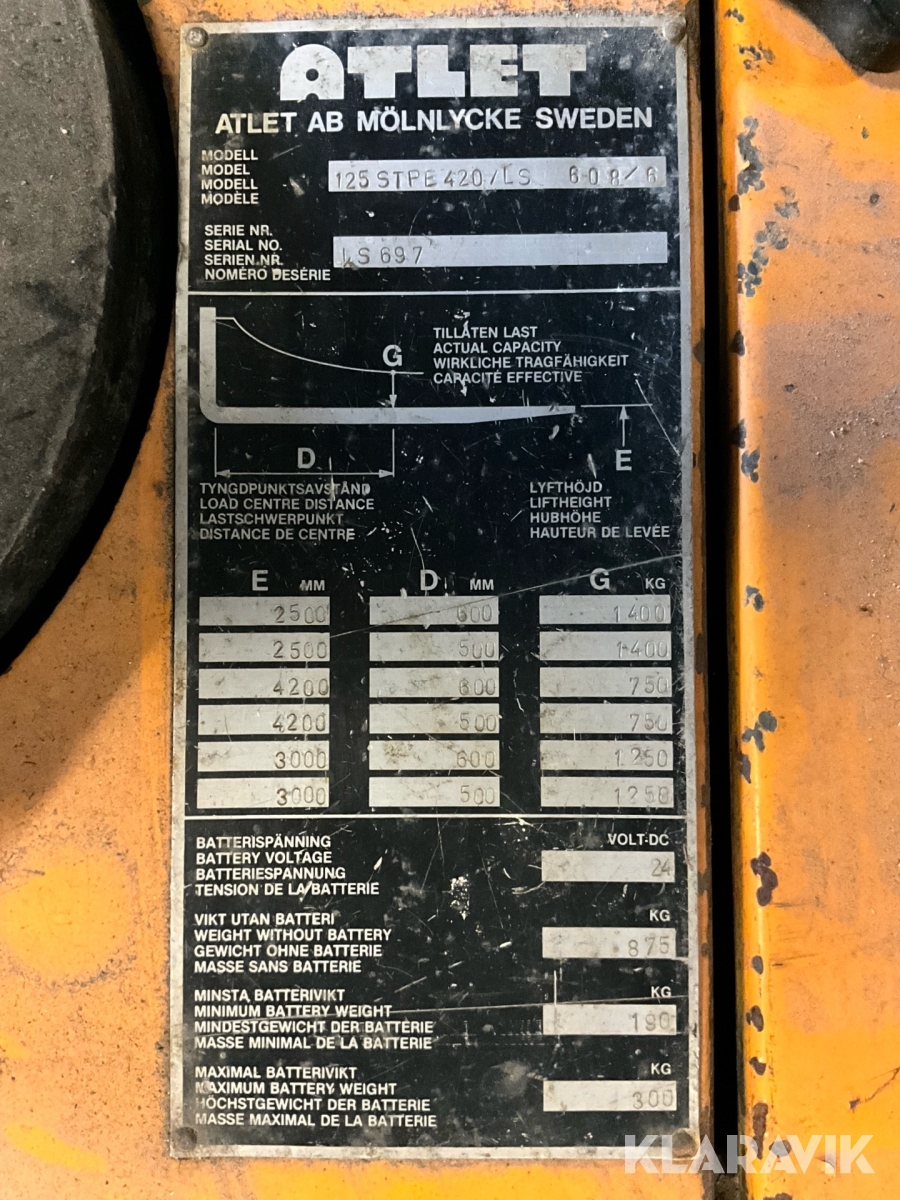 ATLET
ATLET AB MÖLNLYCKE SWEDEN
MODELL
MODEL
MODELL
MODÈLE
125 STPE 420/LS 608/6
SERIE NR.
SERIAL NO.
SERIEN NR.
NOMÉRO DESÉRIE
LS 697
G
TILLÅTEN LAST
ACTUAL CAPACITY
WIRKLICHE TRAGFÄHIGKEIT
CAPACITÉ EFFECTIVE
D
E
TYNGDPUNKTSAVSTÅND
LOAD CENTRE DISTANCE
LASTSCHWERPUNKT
DISTANCE DE CENTRE
LYFTHÖJD
LIFTHEIGHT
HUBHÖHE
HAUTEUR DE LEVÉE
E MM D MM G KG
2500 600 1400
2500 500 1400
4200 600 750
4200 500 750
3000 600 1250
3000 500 1250
BATTERISPÄNNING
BATTERY VOLTAGE
BATTERIESPANNUNG
TENSION DE LA BATTERIE
VOLT-DC
24
VIKT UTAN BATTERI
WEIGHT WITHOUT BATTERY
GEWICHT OHNE BATTERIE
MASSE SANS BATTERIE
KG
875
MINSTA BATTERIVIKT
MINIMUM BATTERY WEIGHT
MINDESTGEWICHT DER BATTERIE
MASSE MINIMAL DE LA BATTERIE
KG
190
MAXIMAL BATTERIVIKT
MAXIMUM BATTERY WEIGHT
HÖCHSTGEWICHT DER BATTERIE
MASSE MAXIMAL DE LA BATTERIE
KG
300
KLARAVIK